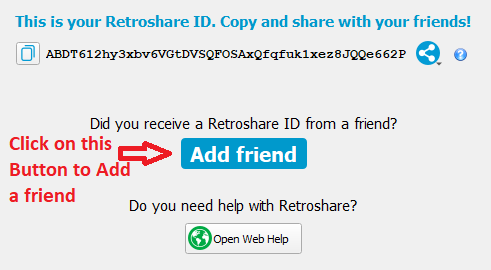 This is your Retroshare ID. Copy and share with your friends!
ABDT612hy3xbv6VGtDVSQFOSAxQfqfuk1xez8JQQe662P
?
Did you receive a Retroshare ID from a friend?
Click on this
Button to Add
a friend
Add friend
Do you need help with Retroshare?
Open Web Help